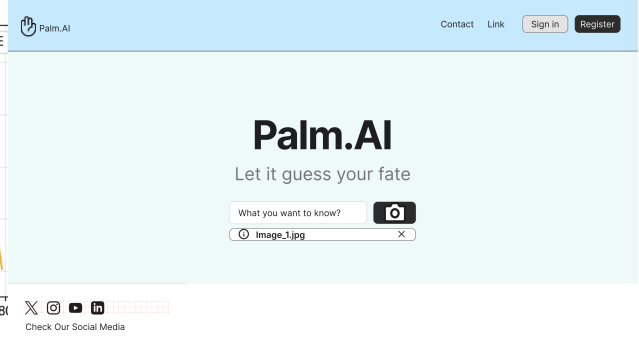 Palm.AI
Contact Link Sign in Register
Palm.AI
Let it guess your fate
What you want to know?
Image_1.jpg
Check Our Social Media